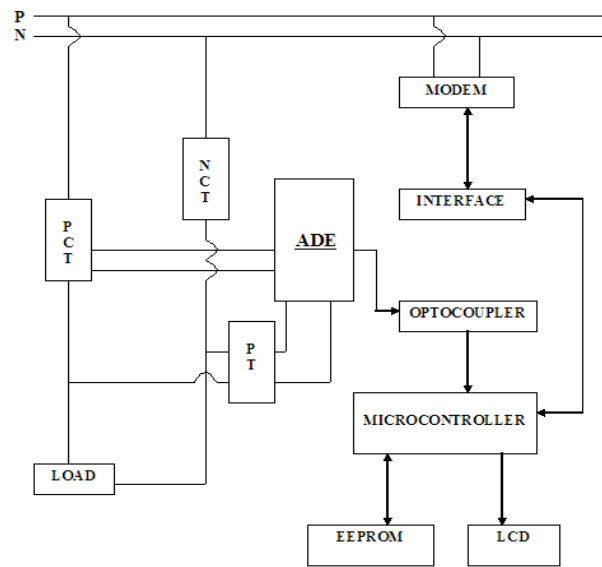 P
N
MODEM
N
C
T
INTERFACE
P
C
T
ADE
OPTOCOUPLER
P
T
MICROCONTROLLER
LOAD
EEPROM
LCD